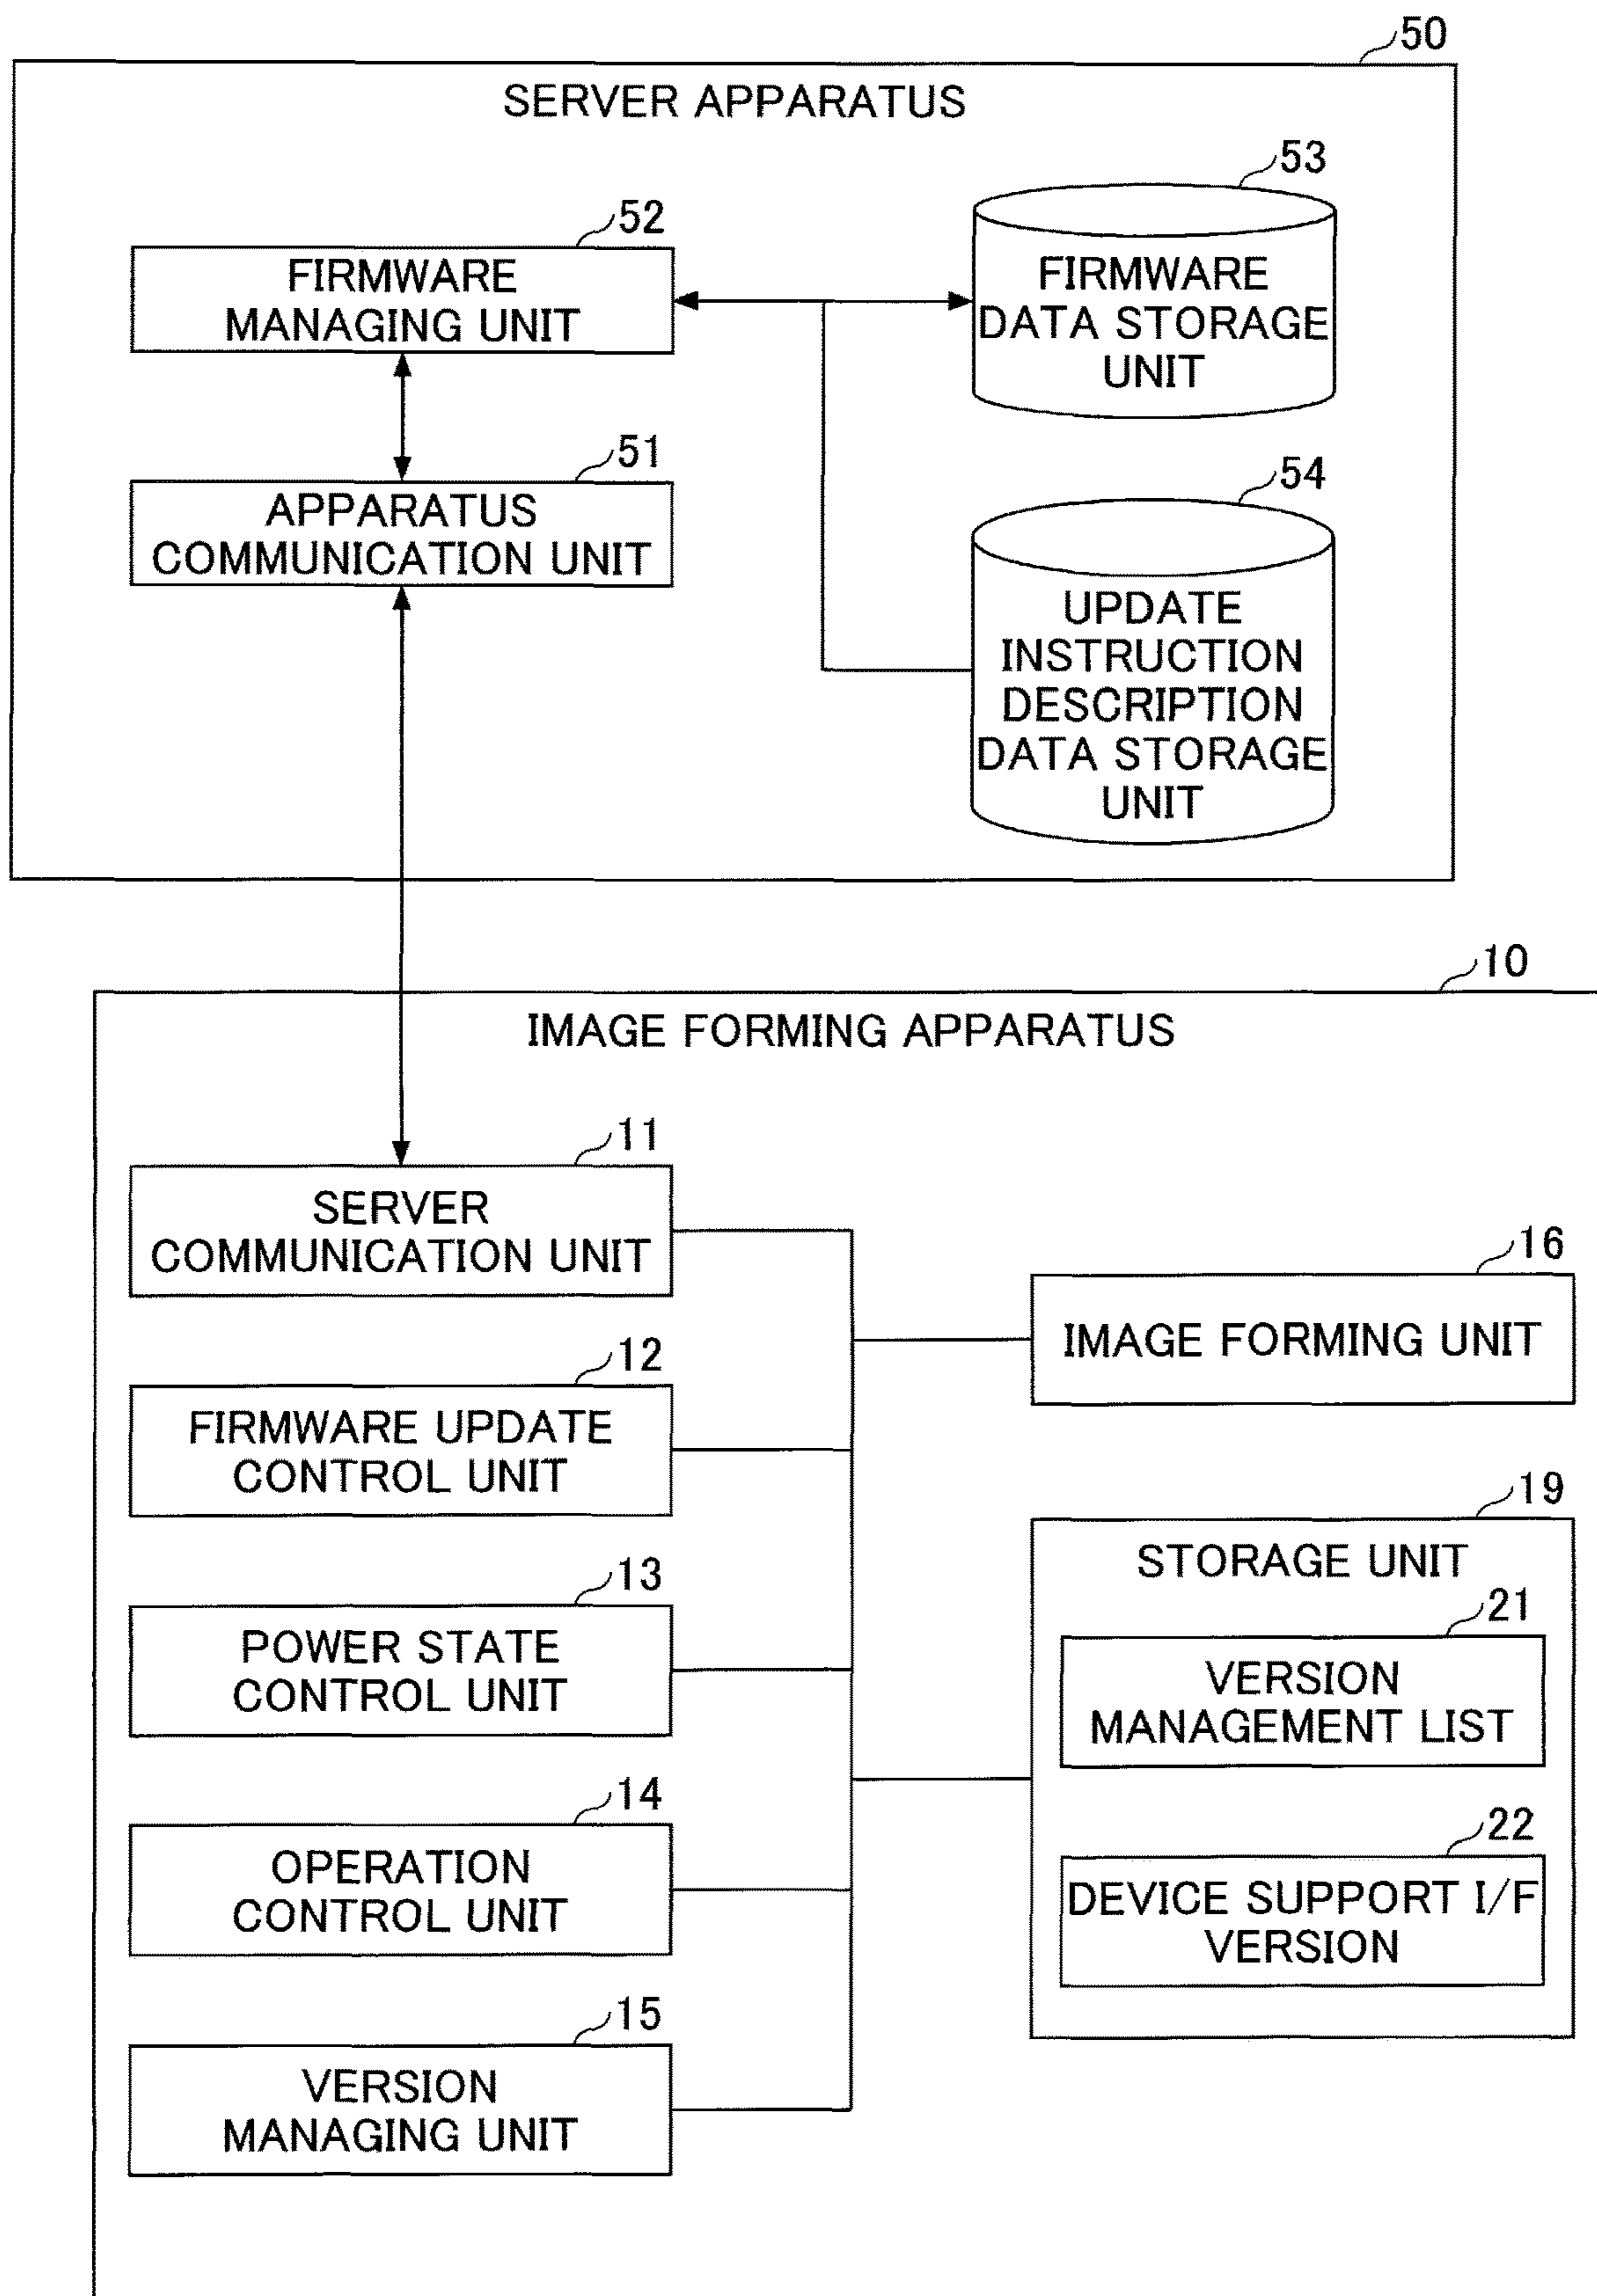 50
SERVER APPARATUS
53
52
FIRMWARE
MANAGING UNIT
FIRMWARE
DATA STORAGE
UNIT
51
APPARATUS
COMMUNICATION UNIT
54
UPDATE
INSTRUCTION
DESCRIPTION
DATA STORAGE
UNIT
10
IMAGE FORMING APPARATUS
11
SERVER
COMMUNICATION UNIT
16
IMAGE FORMING UNIT
12
FIRMWARE UPDATE
CONTROL UNIT
19
STORAGE UNIT
13
POWER STATE
CONTROL UNIT
21
VERSION
MANAGEMENT LIST
14
OPERATION
CONTROL UNIT
22
DEVICE SUPPORT I/F
VERSION
15
VERSION
MANAGING UNIT